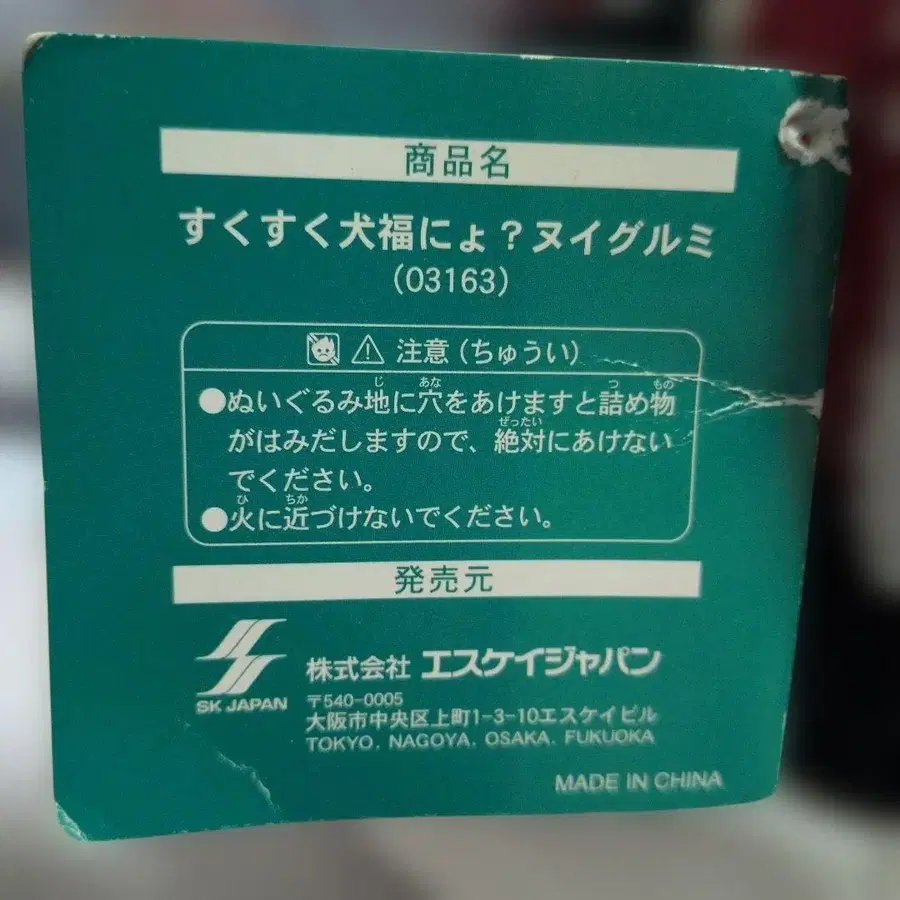 商品名
すくすく犬福にょ？ヌイグルミ
(03163)
注意（ちゅうい）
●ぬいぐるみ地に穴をあけますと詰め物
がはみだしますので、絶対にあけない
でください。
●火に近づけないでください。
発売元
SK JAPAN
株式会社 エスケイジャパン
〒540-0005
大阪市中央区上町1-3-10エスケイビル
TOKYO. NAGOYA. OSAKA. FUKUOKA
MADE IN CHINA